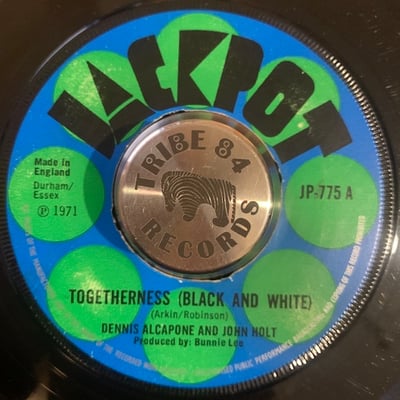 JACKPOT
Made in
England
Durham/
Essex
Ⓟ 1971
TRIBE 84
RECORDS
JP-775 A
TOGETHERNESS (BLACK AND WHITE)
(Arkin/Robinson)
DENNIS ALCAPONE AND JOHN HOLT
Produced by: Bunnie Lee